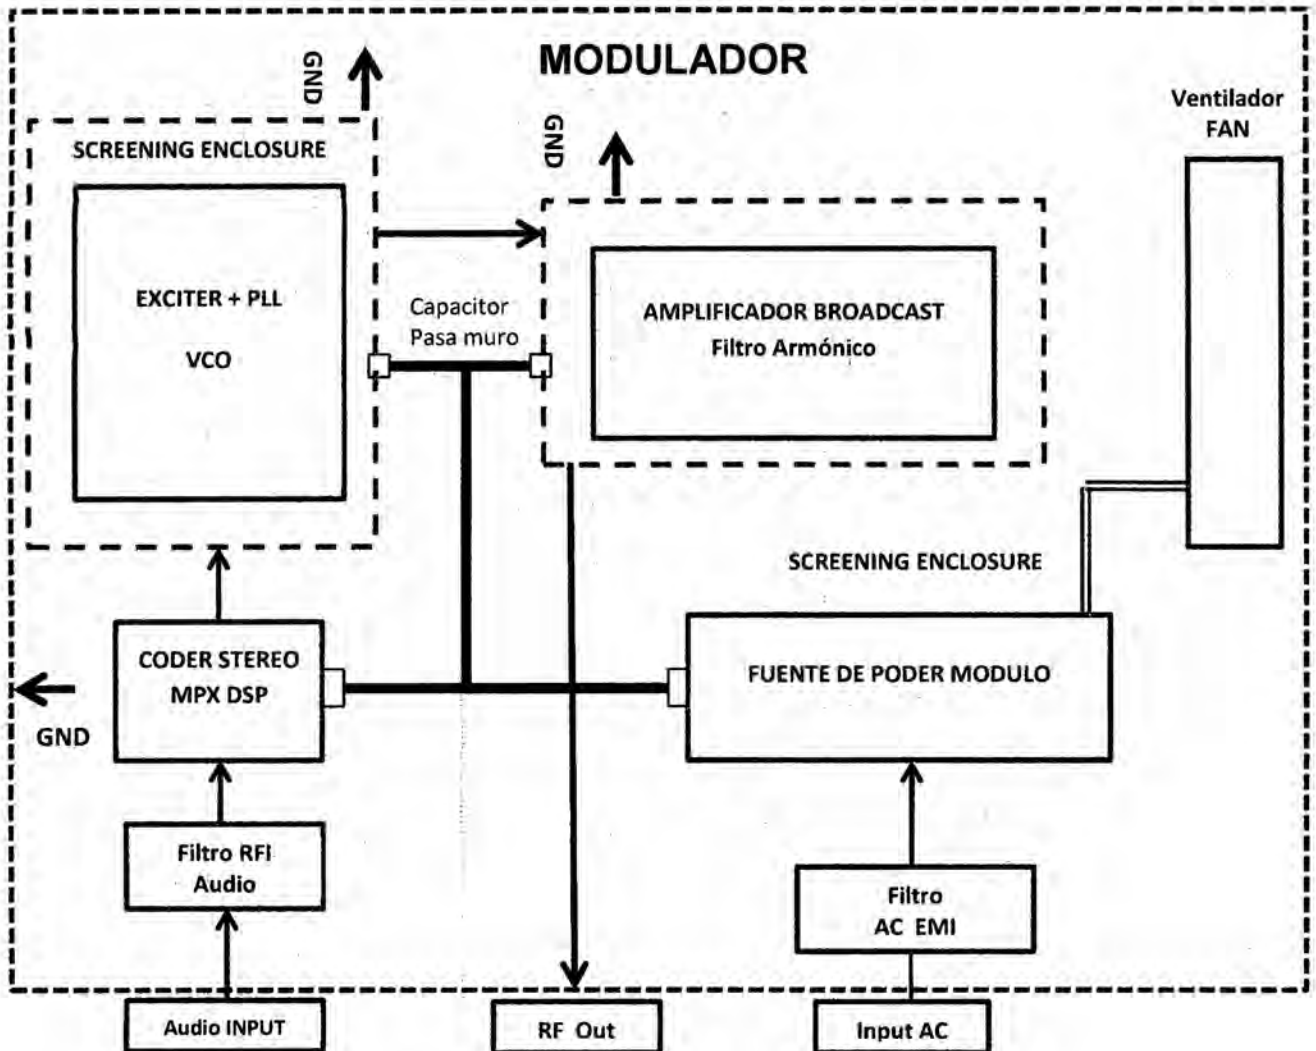 MODULADOR
GND
Ventilador
FAN
GND
SCREENING ENCLOSURE
EXCITER + PLL
VCO
Capacitor
Pasa muro
AMPLIFICADOR BROADCAST
Filtro Armónico
SCREENING ENCLOSURE
CODER STEREO
MPX DSP
FUENTE DE PODER MODULO
GND
Filtro RFI
Audio
Filtro
AC EMI
Audio INPUT
RF Out
Input AC